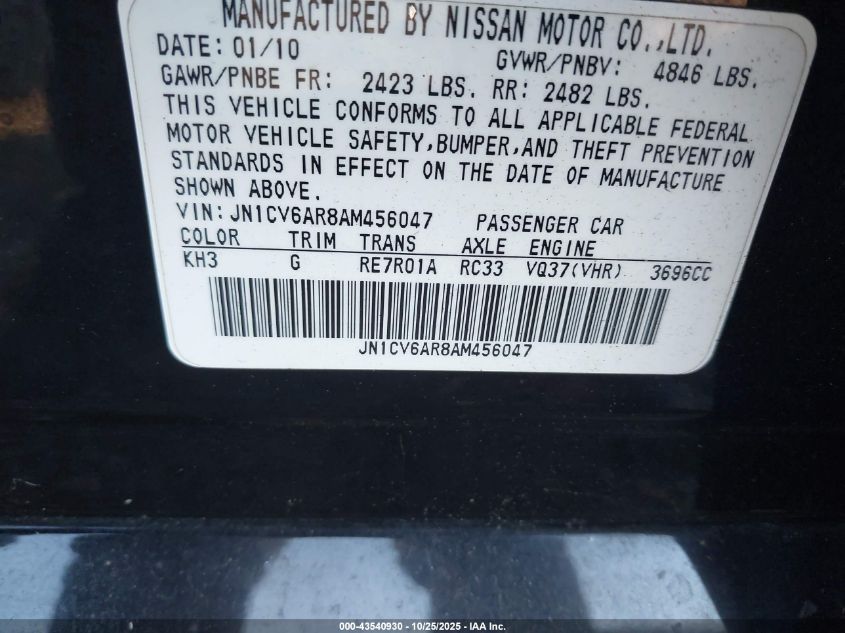 MANUFACTURED BY NISSAN MOTOR CO.,LTD.
DATE: 01/10 GVWR/PNBV: 4846 LBS.
GAWR/PNBE FR: 2423 LBS. RR: 2482 LBS.
THIS VEHICLE CONFORMS TO ALL APPLICABLE FEDERAL
MOTOR VEHICLE SAFETY,BUMPER,AND THEFT PREVENTION
STANDARDS IN EFFECT ON THE DATE OF MANUFACTURE
SHOWN ABOVE.
VIN: JN1CV6AR8AM456047 PASSENGER CAR
COLOR TRIM TRANS AXLE ENGINE
KH3 G RE7R01A RC33 VQ37(VHR) 3696CC
JN1CV6AR8AM456047
000-43540930 - 10/25/2025 - IAA Inc.